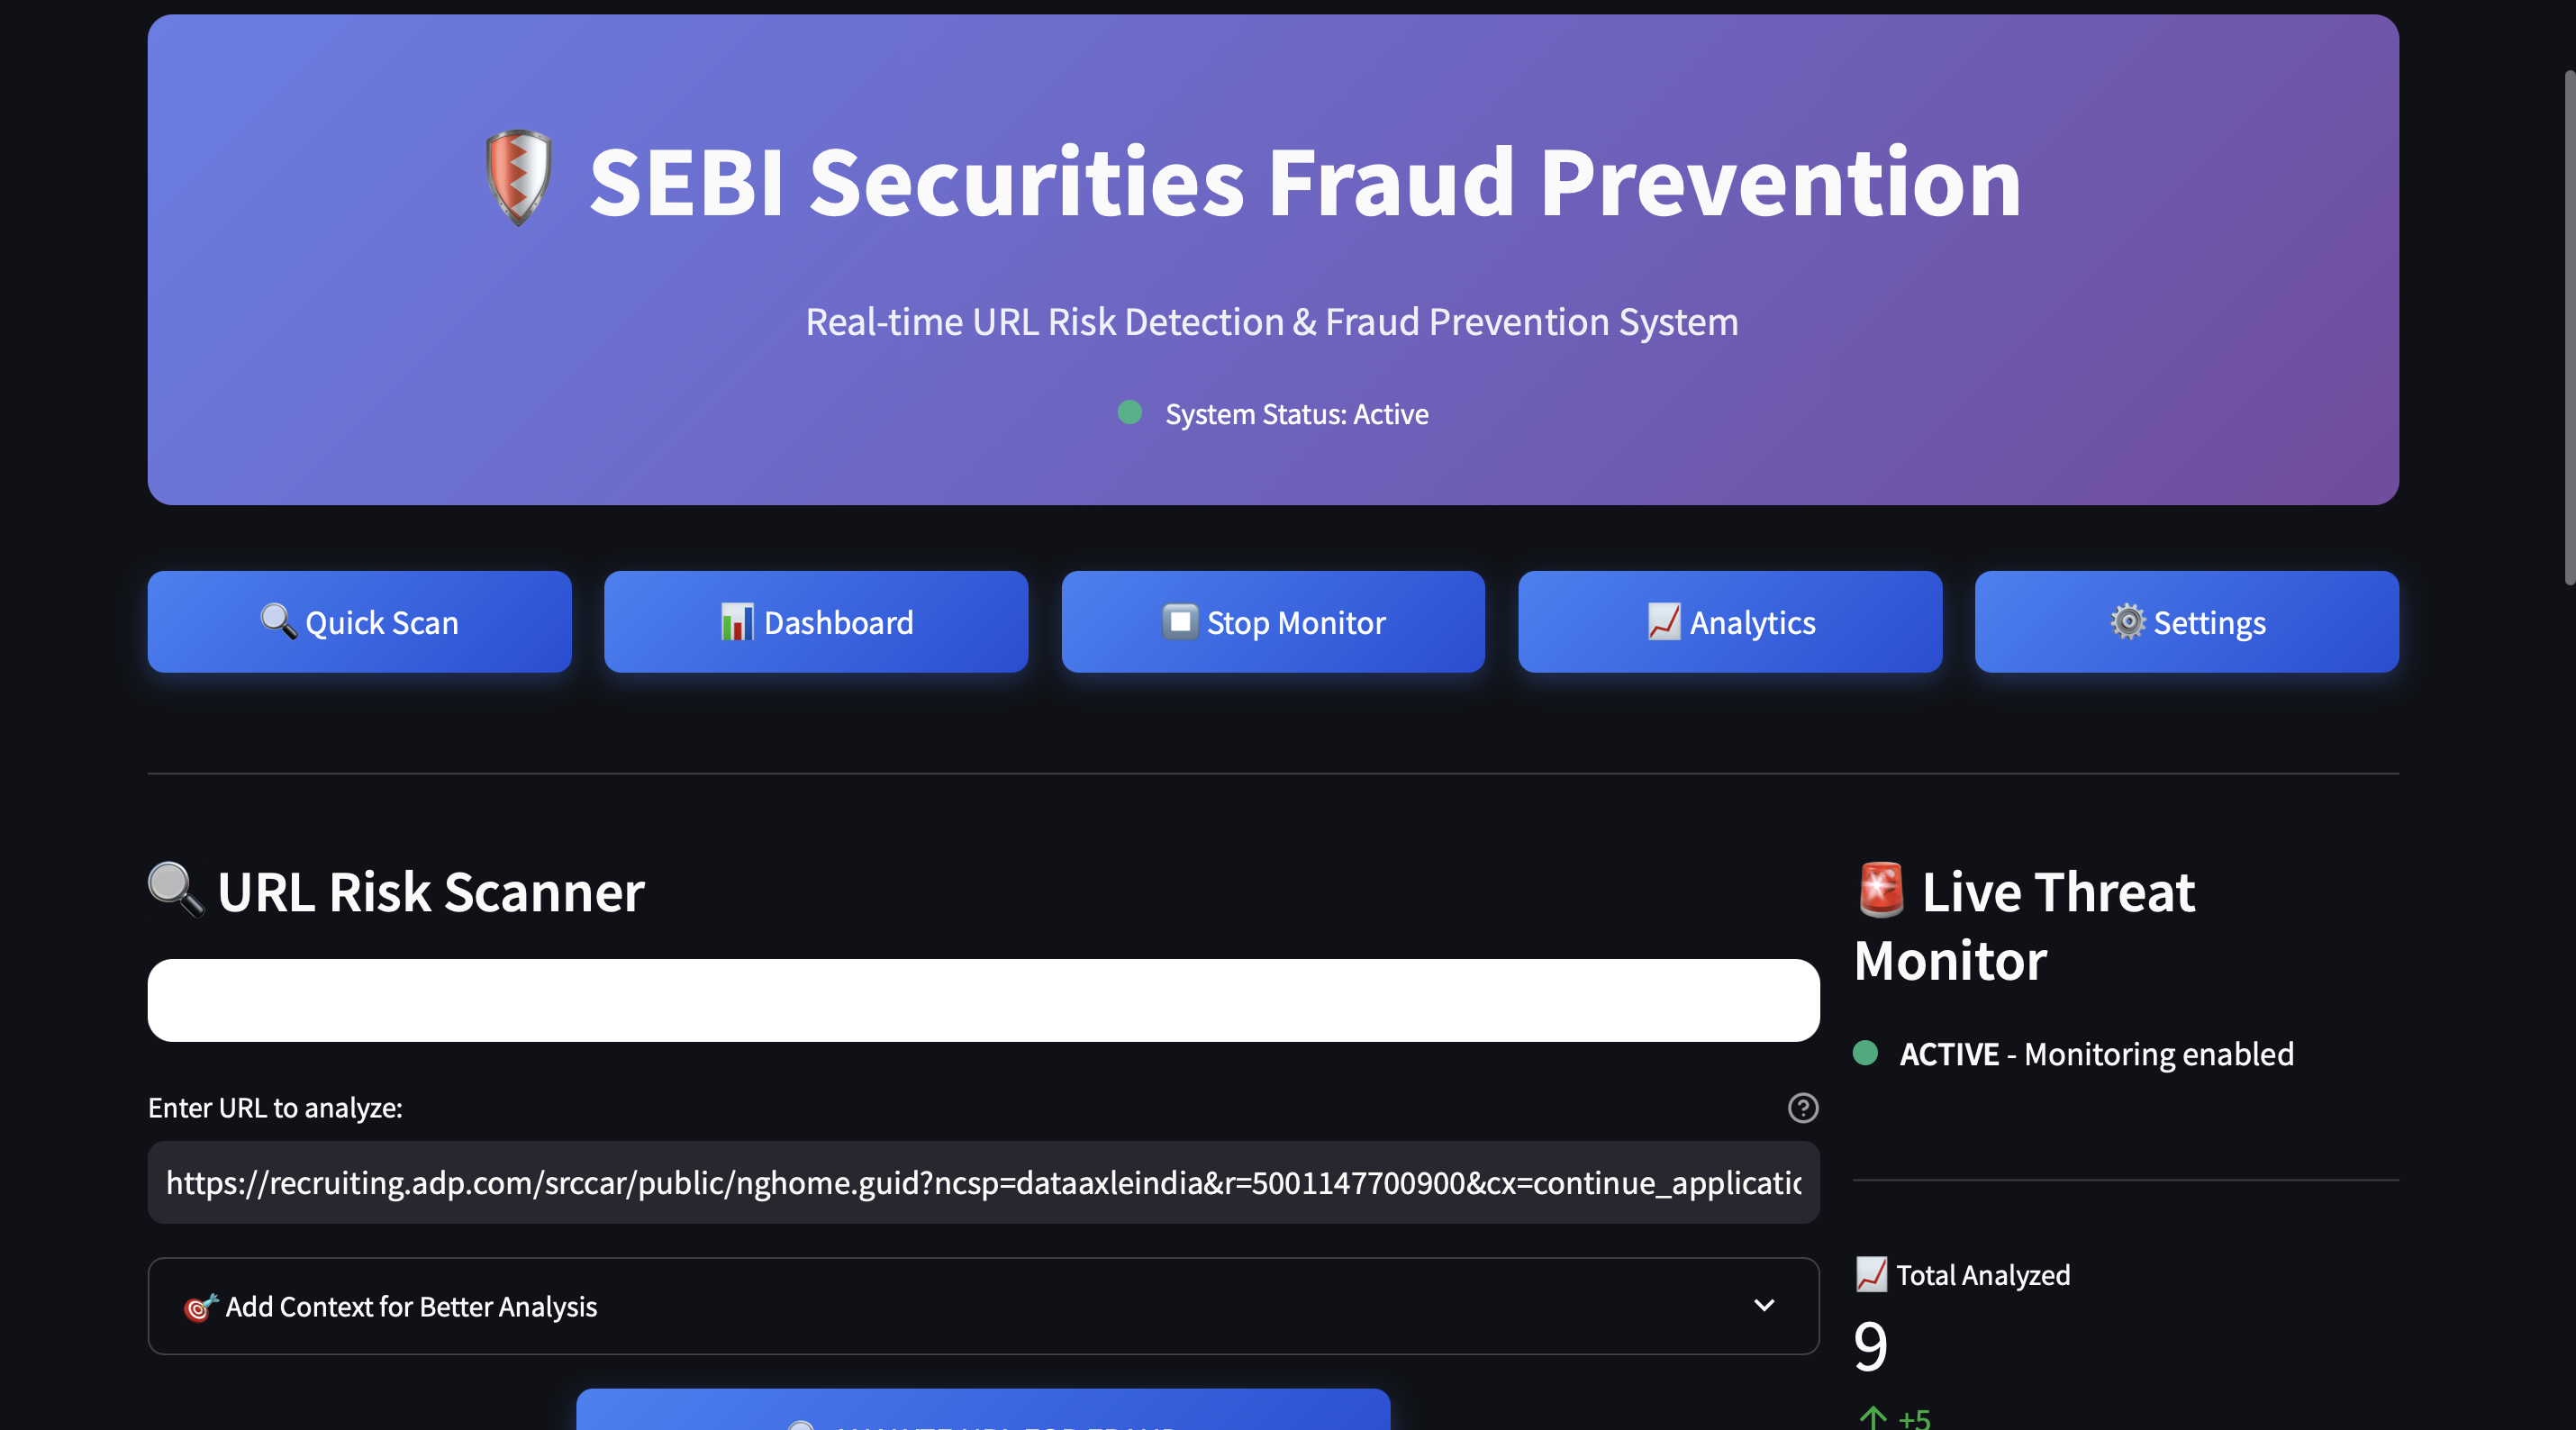 SEBI Securities Fraud Prevention
Real-time URL Risk Detection & Fraud Prevention System
System Status: Active
Quick Scan
Dashboard
Stop Monitor
Analytics
Settings
URL Risk Scanner
Enter URL to analyze:
https://recruiting.adp.com/srccar/public/nghome.guid?ncsp=dataaxleindia&r=5001147700900&cx=continue_applicatic
Add Context for Better Analysis
Live Threat
Monitor
ACTIVE - Monitoring enabled
Total Analyzed
9
+5